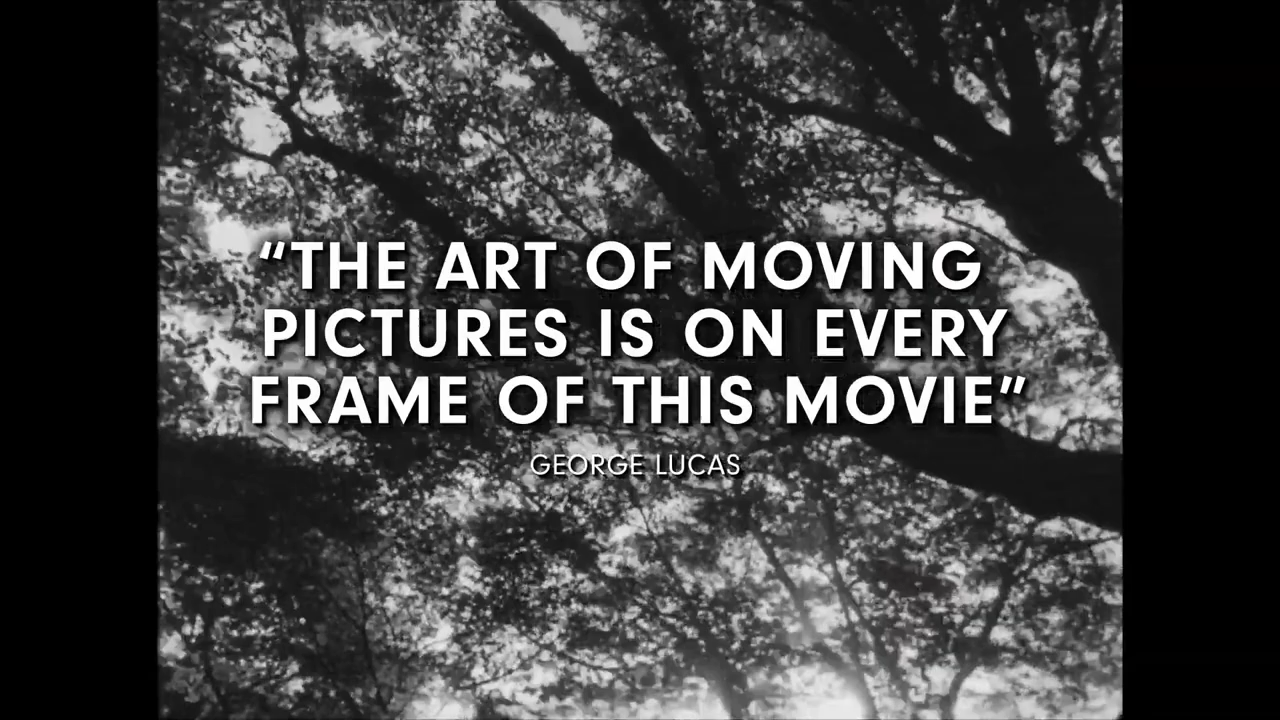 “THE ART OF MOVING
PICTURES IS ON EVERY
FRAME OF THIS MOVIE”
GEORGE LUCAS